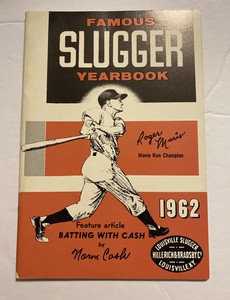 FAMOUS
SLUGGER
YEARBOOK
Roger Maris
Home Run Champion
1962
Feature article
BATTING WITH CASH
by
Norm Cash
LOUISVILLE SLUGGER
HILLERICH & BRADSBY Co
LOUISVILLE, KY.